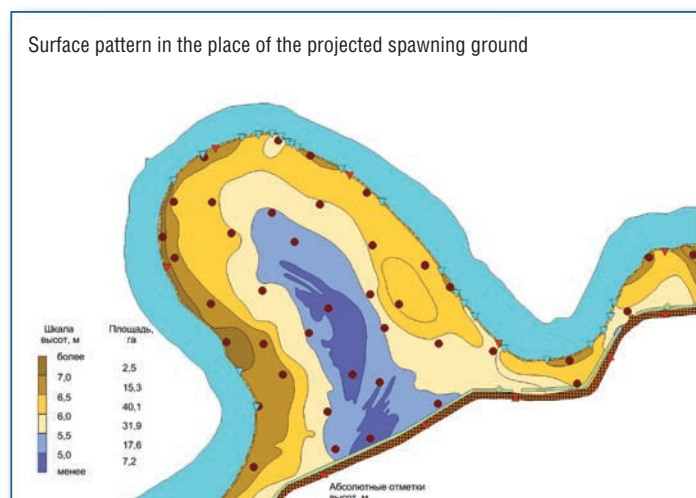 Surface pattern in the place of the projected spawning ground
Шкала высот, м
Площадь, га
более
7,0
6,5
6,0
5,5
5,0
менее
2,5
15,3
40,1
31,9
17,6
7,2
Абсолютные отметки
высот, м